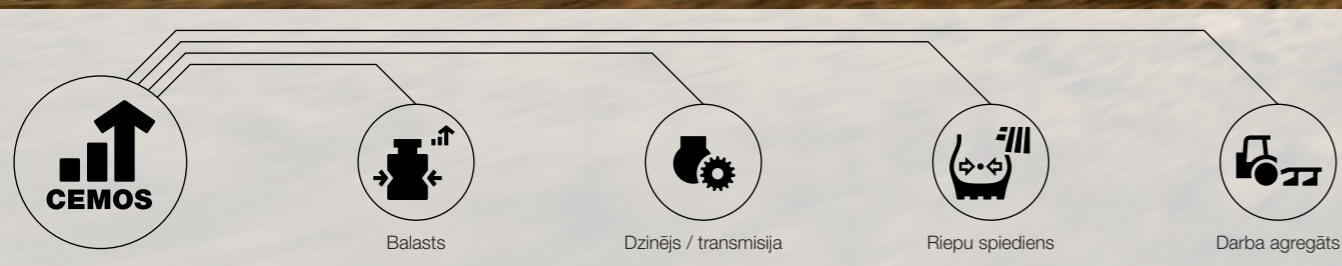 CEMOS
Balasts
Dzinējs / transmisija
Riepu spiediens
Darba agregāts